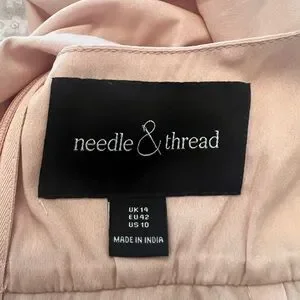 needle & thread
UK 14
EU 42
US 10
MADE IN INDIA